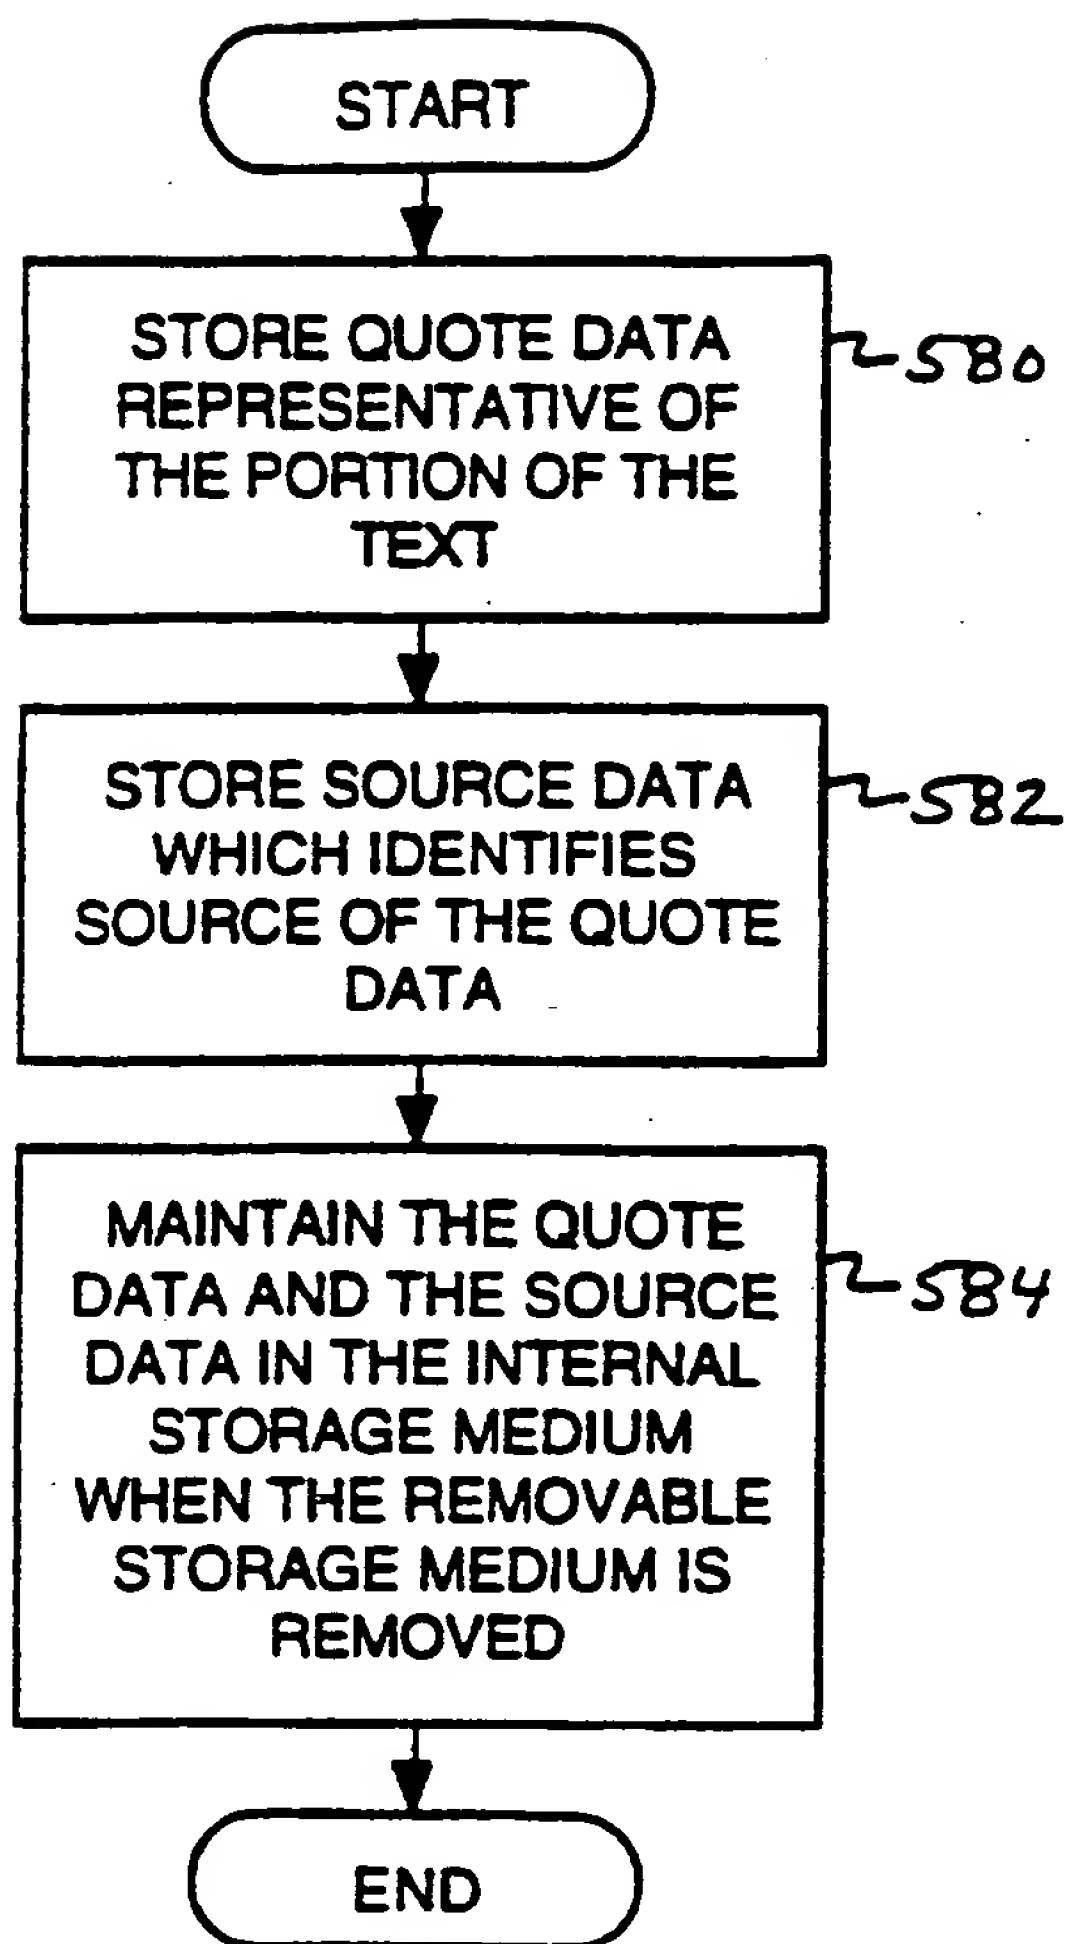 START
STORE QUOTE DATA
REPRESENTATIVE OF
THE PORTION OF THE
TEXT
580
STORE SOURCE DATA
WHICH IDENTIFIES
SOURCE OF THE QUOTE
DATA
582
MAINTAIN THE QUOTE
DATA AND THE SOURCE
DATA IN THE INTERNAL
STORAGE MEDIUM
WHEN THE REMOVABLE
STORAGE MEDIUM IS
REMOVED
584
END